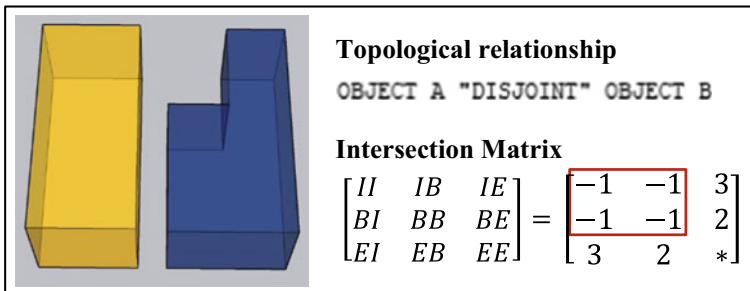 Topological relationship
OBJECT A "DISJOINT" OBJECT B
Intersection Matrix
[II IB IE] = [−1 −1 3]
[BI BB BE] = [−1 −1 2]
[EI EB EE] = [3 2 *]